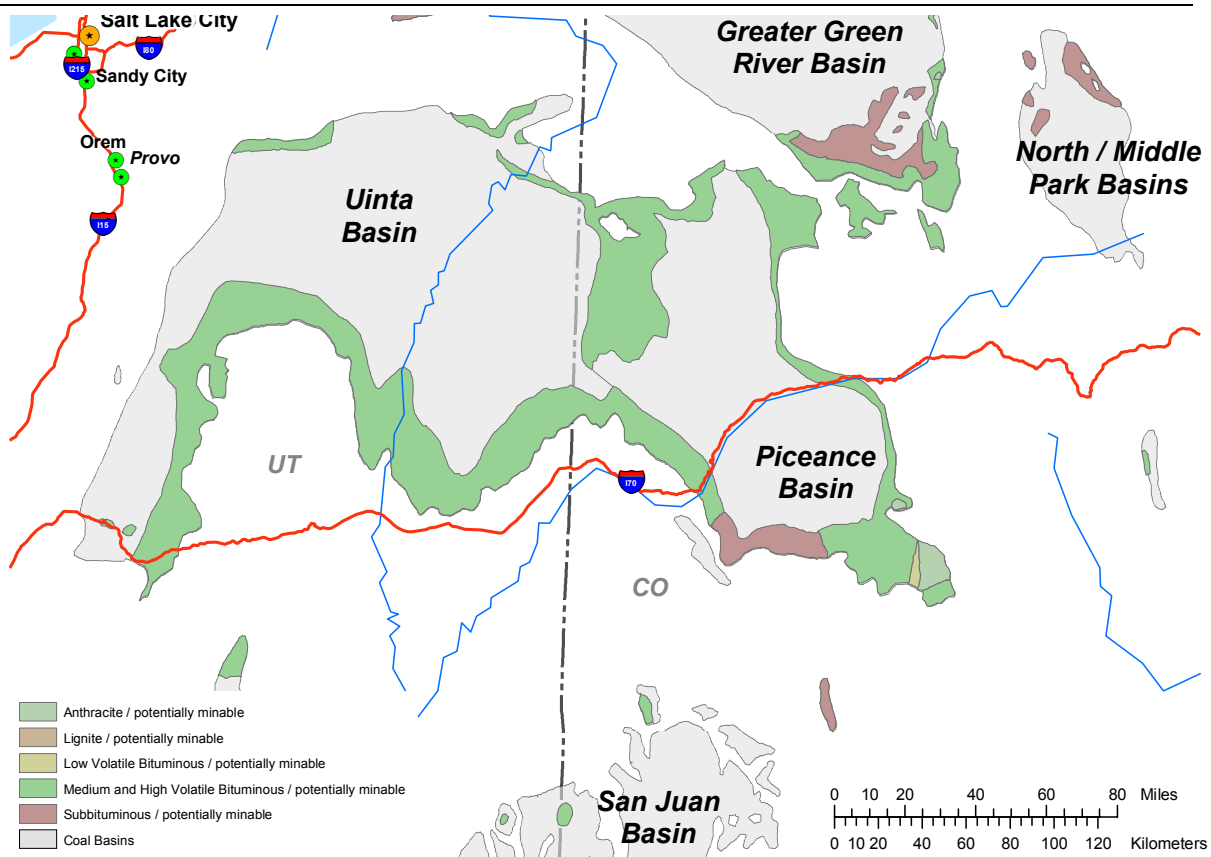 Salt Lake City
I80
I215
Sandy City
Orem
Provo
I15
Greater Green
River Basin
North / Middle
Park Basins
Uinta
Basin
UT
I70
Piceance
Basin
CO
San Juan
Basin
Anthracite / potentially minable
Lignite / potentially minable
Low Volatile Bituminous / potentially minable
Medium and High Volatile Bituminous / potentially minable
Subbituminous / potentially minable
Coal Basins
0 10 20 40 60 80 Miles
0 10 20 40 60 80 100 120 Kilometers